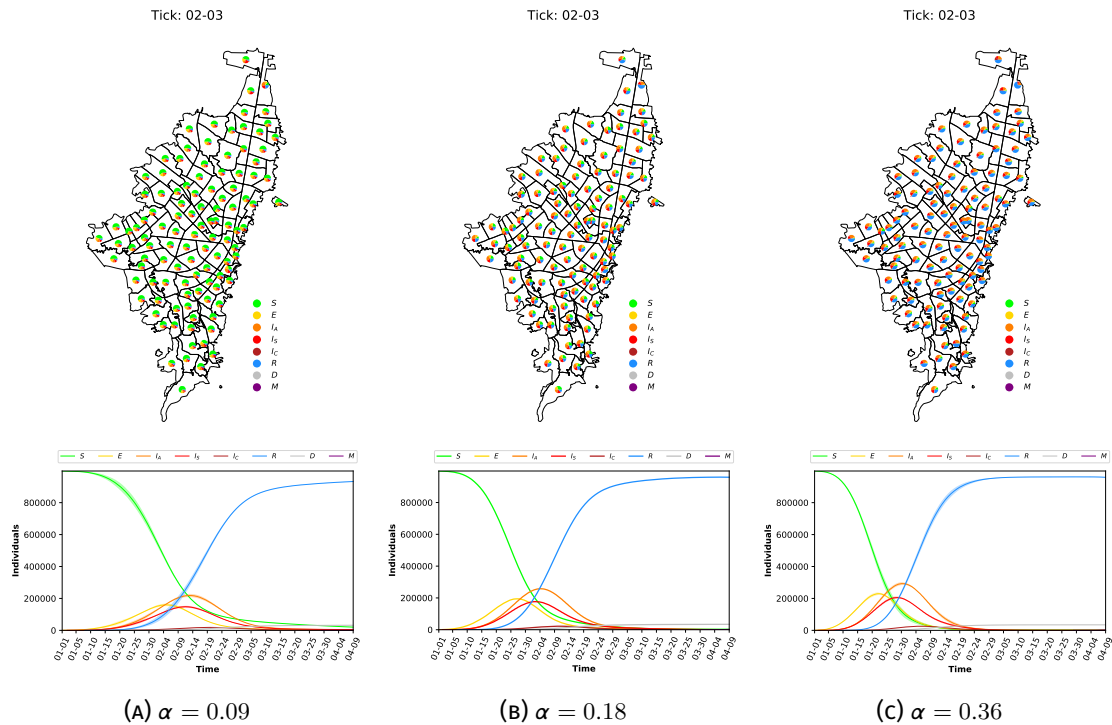 Tick: 02-03
Tick: 02-03
Tick: 02-03
S
E
I_A
I_S
I_C
R
D
M
S
E
I_A
I_S
I_C
R
D
M
S
E
I_A
I_S
I_C
R
D
M
S E I_A I_S I_C R D M
Individuals
800000
600000
400000
200000
0
01-01 01-05 01-10 01-15 01-20 01-25 01-30 02-04 02-09 02-14 02-19 02-24 02-29 03-05 03-10 03-15 03-20 03-25 03-30 04-04 04-09
Time
S E I_A I_S I_C R D M
Individuals
800000
600000
400000
200000
0
01-01 01-05 01-10 01-15 01-20 01-25 01-30 02-04 02-09 02-14 02-19 02-24 02-29 03-05 03-10 03-15 03-20 03-25 03-30 04-04 04-09
Time
S E I_A I_S I_C R D M
Individuals
800000
600000
400000
200000
0
01-01 01-05 01-10 01-15 01-20 01-25 01-30 02-04 02-09 02-14 02-19 02-24 02-29 03-05 03-10 03-15 03-20 03-25 03-30 04-04 04-09
Time
(A) α = 0.09
(B) α = 0.18
(C) α = 0.36